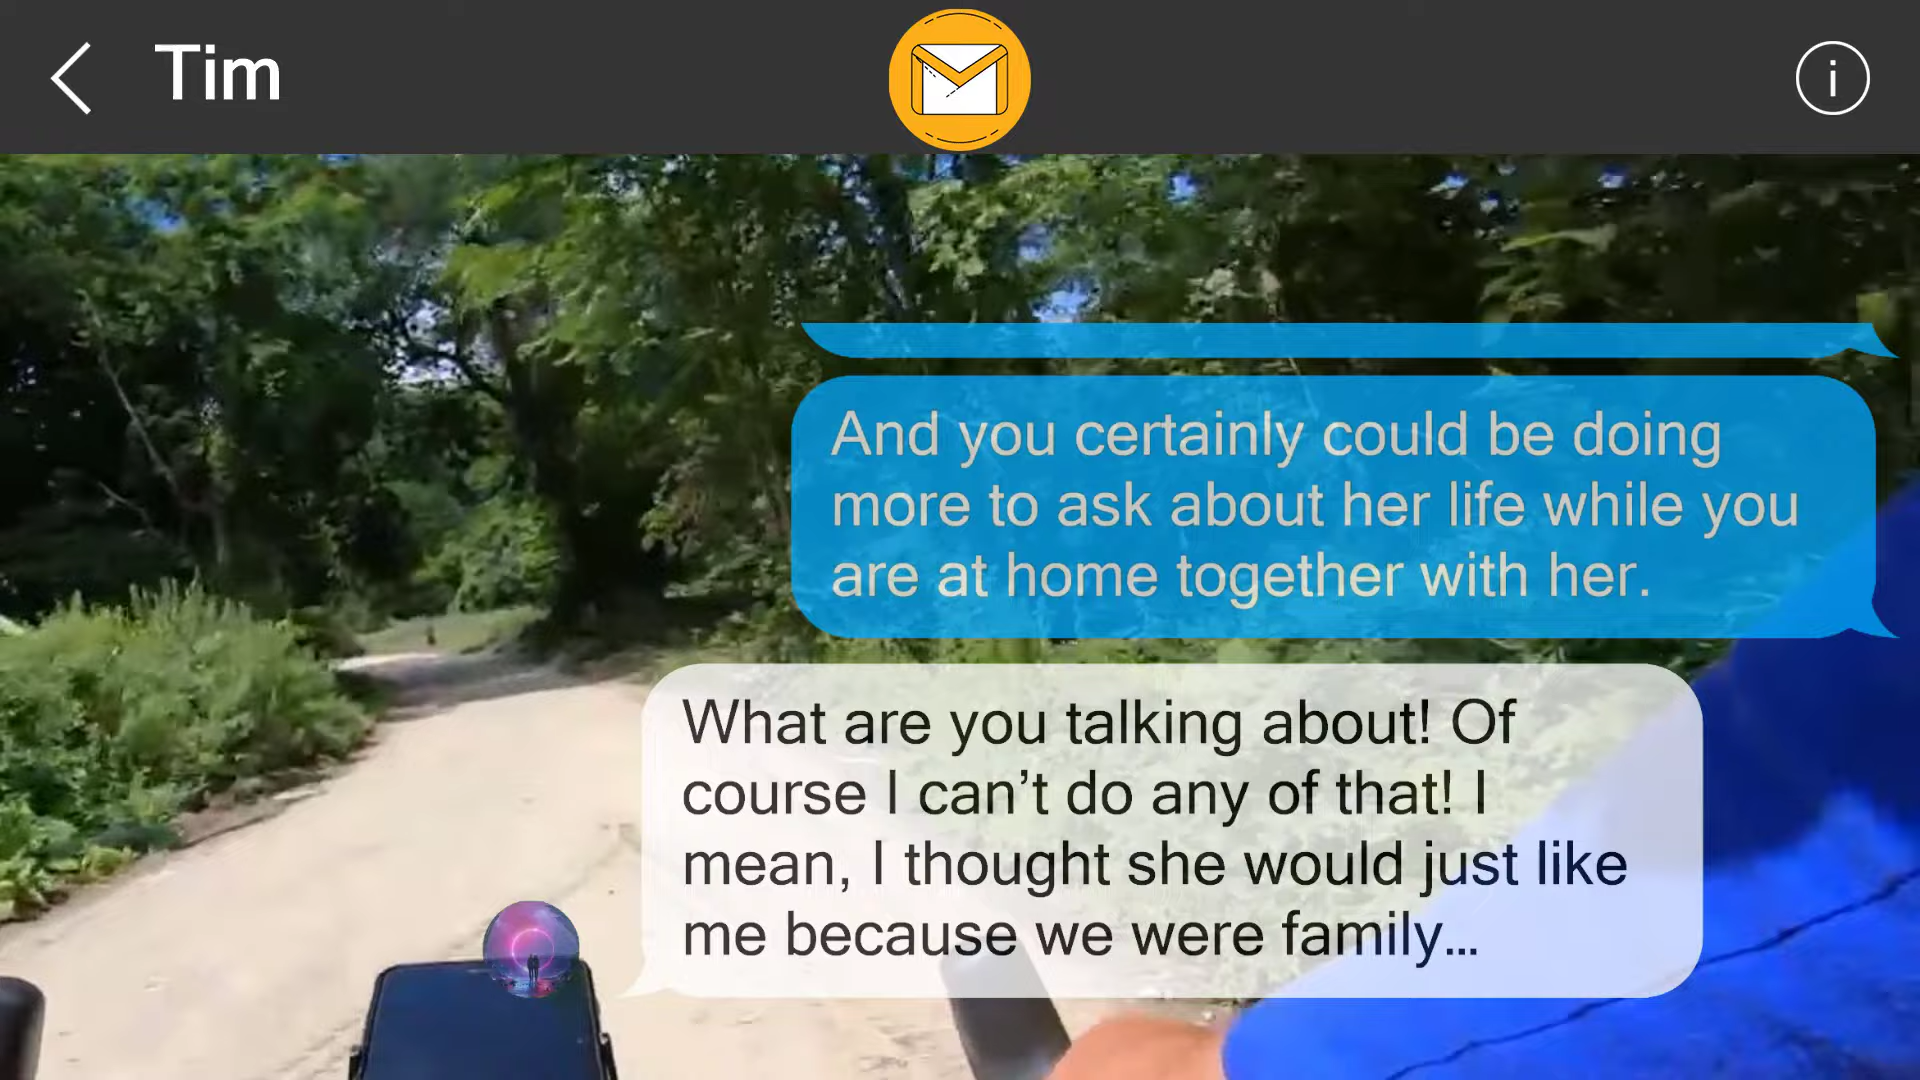 Tim
And you certainly could be doing
more to ask about her life while you
are at home together with her.
What are you talking about! Of
course I can’t do any of that! I
mean, I thought she would just like
me because we were family…